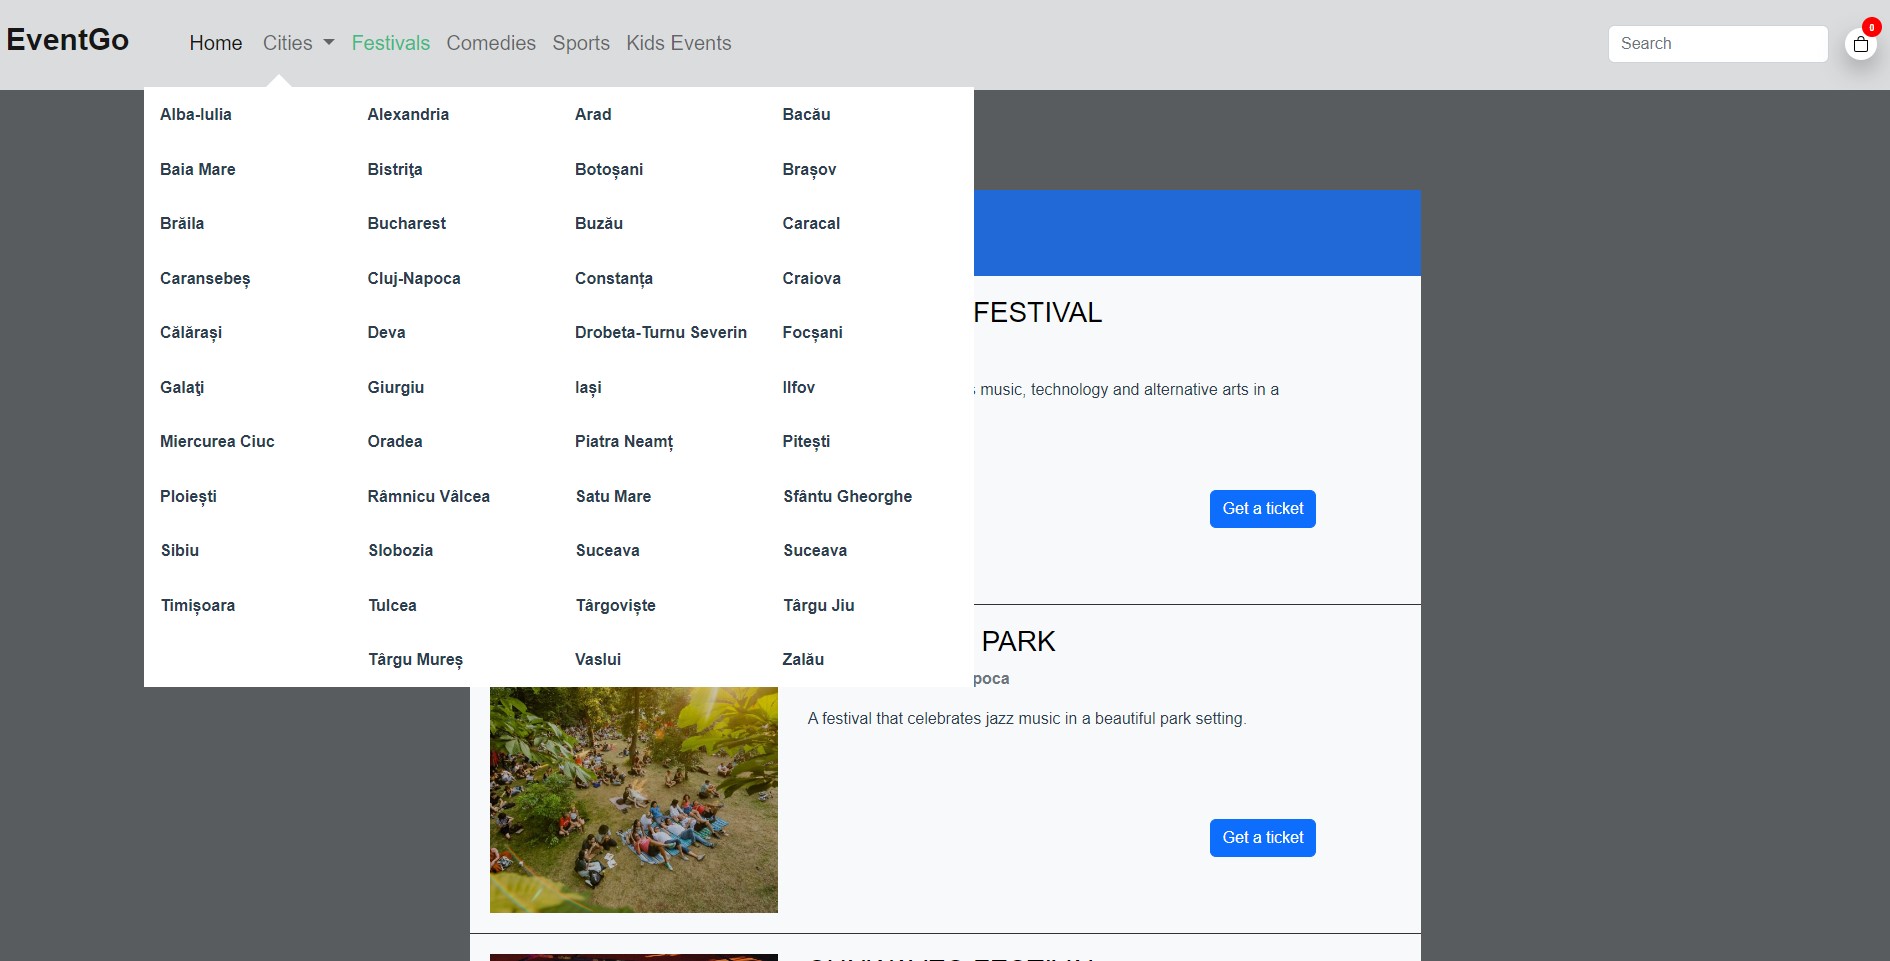 EventGo Home Cities Festivals Comedies Sports Kids Events Search 0
Alba-Iulia Alexandria Arad Bacău
Baia Mare Bistrița Botoșani Brașov
Brăila Bucharest Buzău Caracal
Caransebeș Cluj-Napoca Constanța Craiova
FESTIVAL
Călărași Deva Drobeta-Turnu Severin Focșani
Galaţi Giurgiu Iași Ilfov
music, technology and alternative arts in a
Miercurea Ciuc Oradea Piatra Neamț Pitești
Ploiești Râmnicu Vâlcea Satu Mare Sfântu Gheorghe
Get a ticket
Sibiu Slobozia Suceava Suceava
Timișoara Tulcea Târgoviște Târgu Jiu
PARK
Târgu Mureș Vaslui Zalău
poca
A festival that celebrates jazz music in a beautiful park setting.
Get a ticket